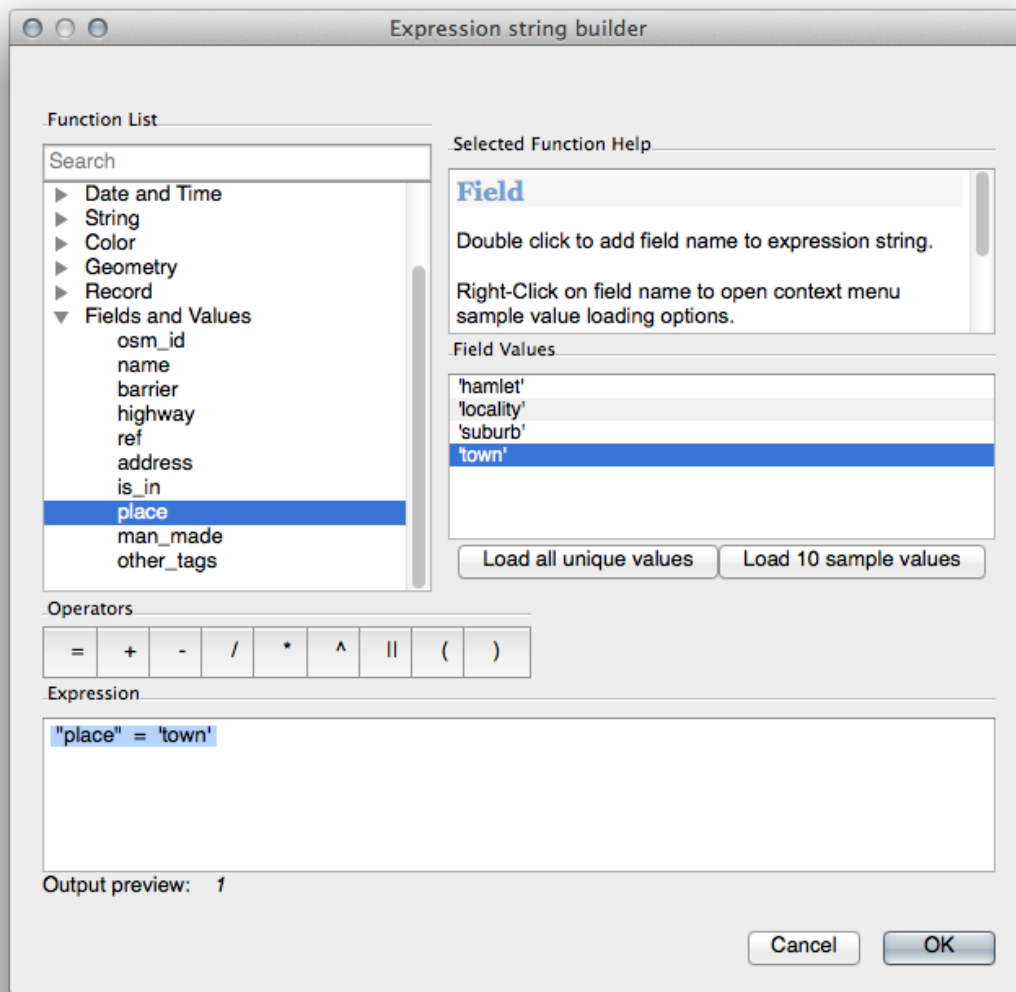 Expression string builder
Function List
Search
Date and Time
String
Color
Geometry
Record
Fields and Values
osm_id
name
barrier
highway
ref
address
is_in
place
man_made
other_tags
Selected Function Help
Field
Double click to add field name to expression string.
Right-Click on field name to open context menu
sample value loading options.
Field Values
'hamlet'
'locality'
'suburb'
'town'
Load all unique values Load 10 sample values
Operators
= + - / * ^ || ( )
Expression
"place" = 'town'
Output preview: 1
Cancel OK